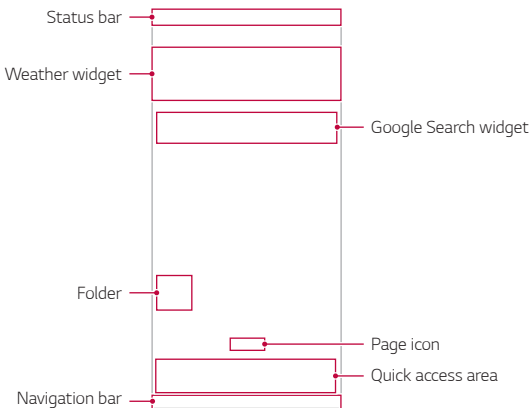 Status bar
Weather widget
Google Search widget
Folder
Page icon
Quick access area
Navigation bar